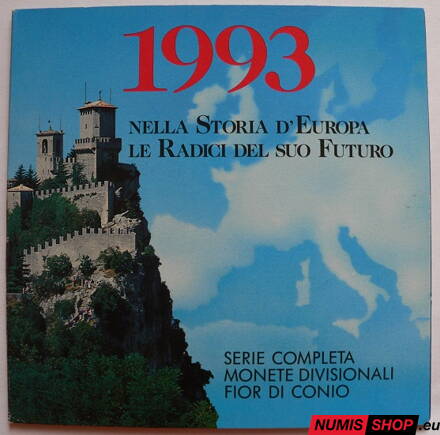 1993
NELLA STORIA D'EUROPA
LE RADICI DEL SUO FUTURO
SERIE COMPLETA
MONETE DIVISIONALI
FIOR DI CONIO
NUMIS SHOP.eu